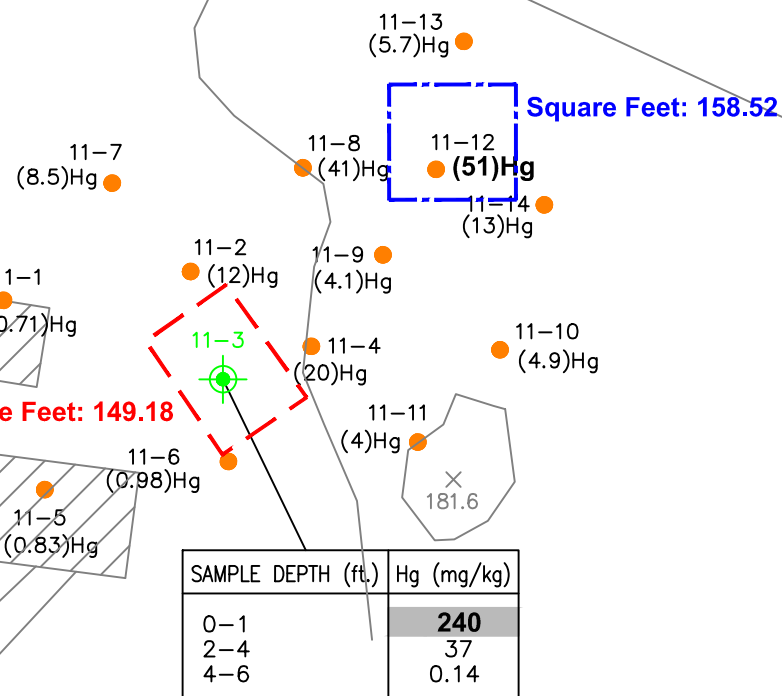 11-13
(5.7)Hg
Square Feet: 158.52
11-8
(41)Hg
11-12
(51)Hg
11-7
(8.5)Hg
11-14
(13)Hg
11-2
(12)Hg
11-9
(4.1)Hg
1-1
0.71)Hg
11-3
11-4
(20)Hg
11-10
(4.9)Hg
e Feet: 149.18
11-11
(4)Hg
11-6
(0.98)Hg
181.6
11-5
(0.83)Hg
SAMPLE DEPTH (ft.) Hg (mg/kg)
0-1 240
2-4 37
4-6 0.14